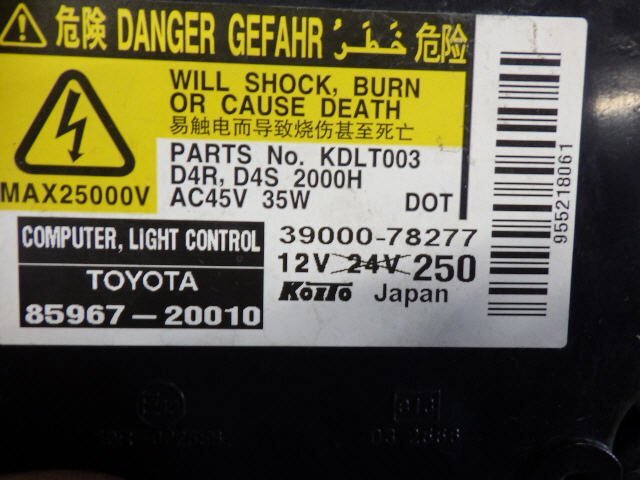 危険 DANGER GEFAHR خَطَرْ 危险
WILL SHOCK, BURN
OR CAUSE DEATH
易触电而导致烧伤甚至死亡
MAX25000V
PARTS No. KDLT003
D4R, D4S 2000H
AC45V 35W DOT
COMPUTER, LIGHT CONTROL
TOYOTA
85967-20010
39000-78277
12V 24V 250
KOITO Japan
955218061